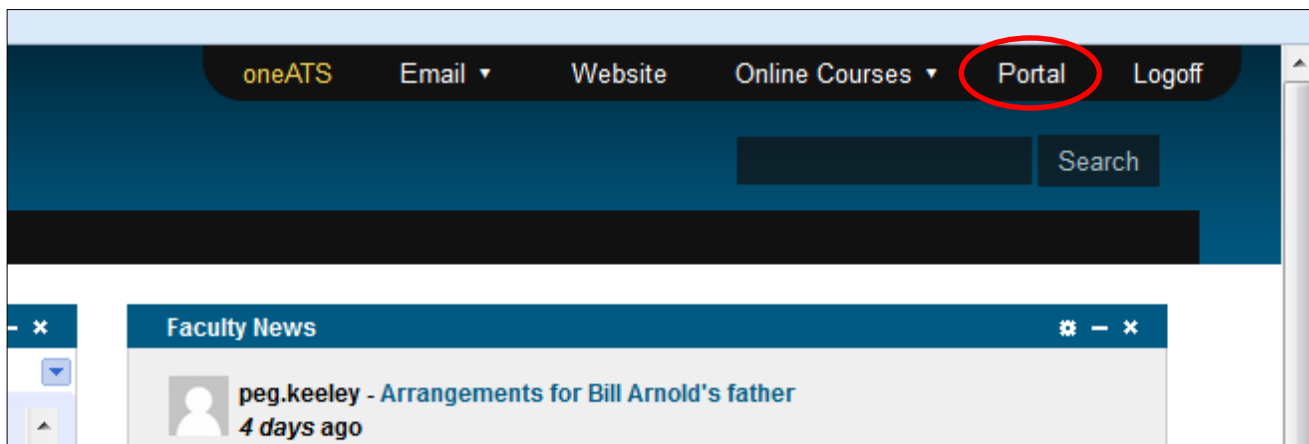 oneATS Email ▾ Website Online Courses ▾ Portal Logoff
Search
Faculty News
peg.keeley - Arrangements for Bill Arnold's father
4 days ago